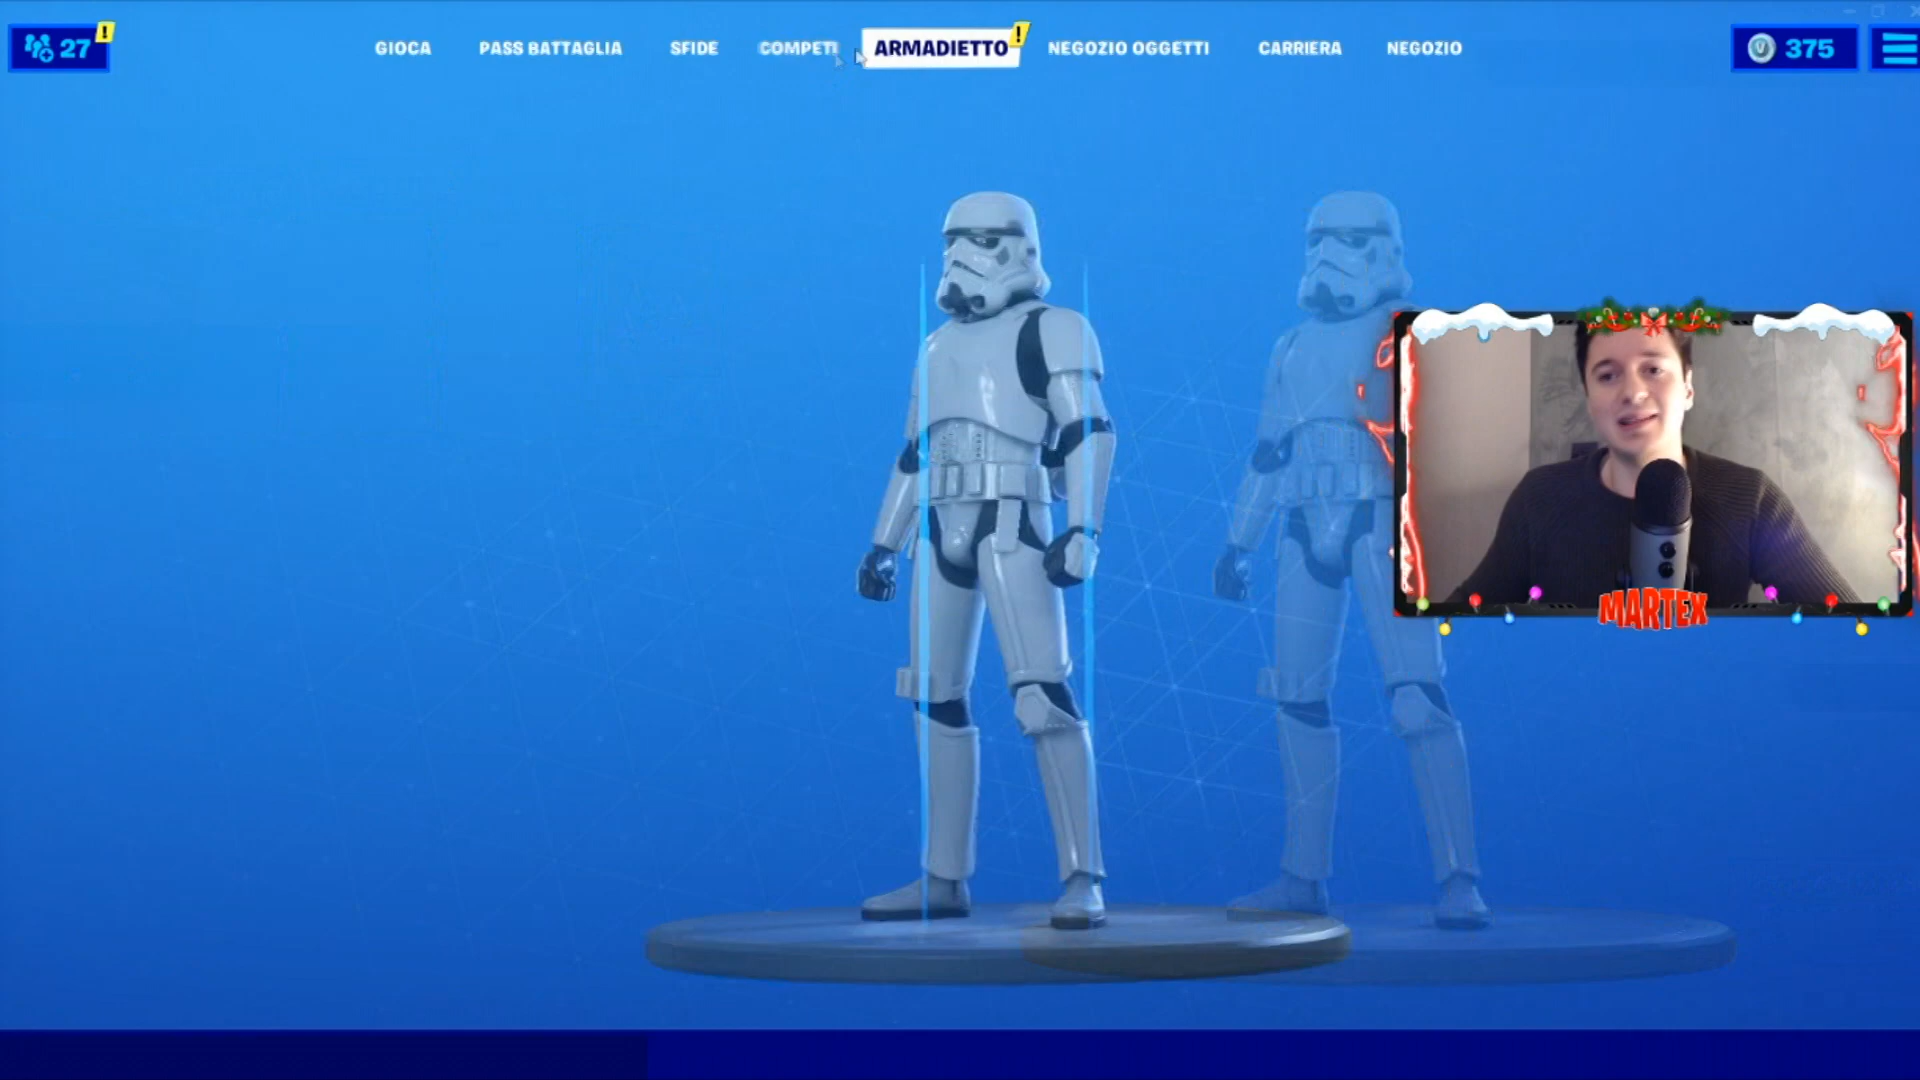 27 !
GIOCA PASS BATTAGLIA SFIDE COMPETI ARMADIETTO ! NEGOZIO OGGETTI CARRIERA NEGOZIO
V 375
MARTEX